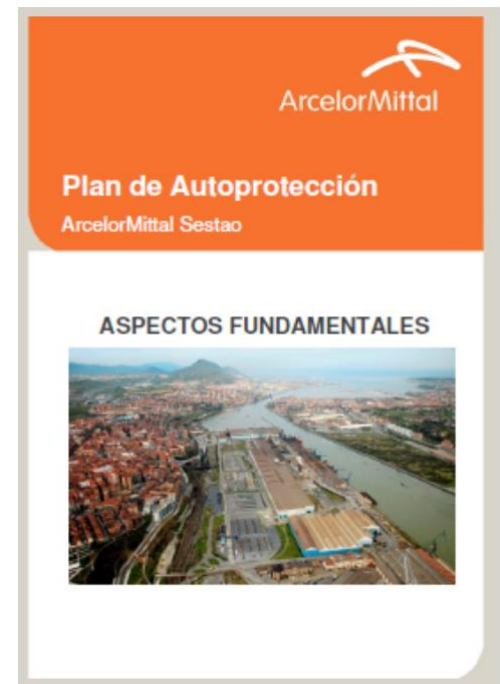 ArcelorMittal
Plan de Autoprotección
ArcelorMittal Sestao
ASPECTOS FUNDAMENTALES